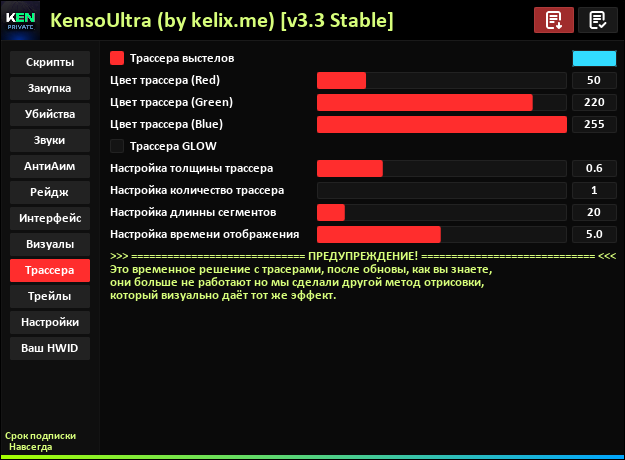 KEN
PRIVATE
KensoUltra (by kelix.me) [v3.3 Stable]
Скрипты
Закупка
Убийства
Звуки
АнтиАим
Рейдж
Интерфейс
Визуалы
Трассера
Трейлы
Настройки
Ваш HWID
Срок подписки
Навсегда
Трассера выстелов
Цвет трассера (Red) 50
Цвет трассера (Green) 220
Цвет трассера (Blue) 255
Трассера GLOW
Настройка толщины трассера 0.6
Настройка количество трассера 1
Настройка длинны сегментов 20
Настройка времени отображения 5.0
>>> ============================= ПРЕДУПРЕЖДЕНИЕ! ============================= <<<
Это временное решение с трасерами, после обновы, как вы знаете,
они больше не работают но мы сделали другой метод отрисовки,
который визуально даёт тот же эффект.